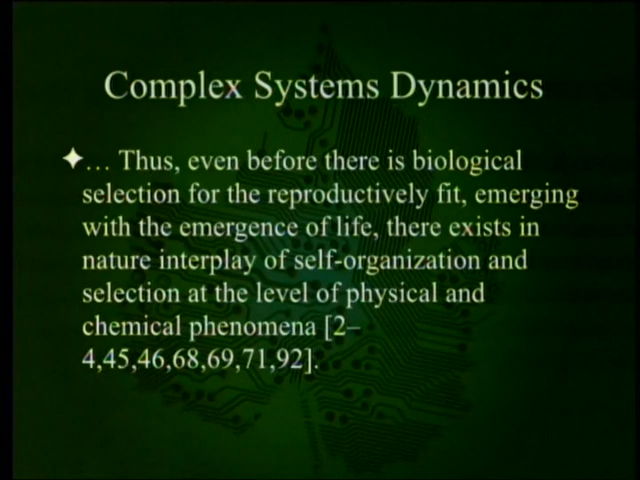 Complex Systems Dynamics
… Thus, even before there is biological
selection for the reproductively fit, emerging
with the emergence of life, there exists in
nature interplay of self-organization and
selection at the level of physical and
chemical phenomena [2–
4,45,46,68,69,71,92].